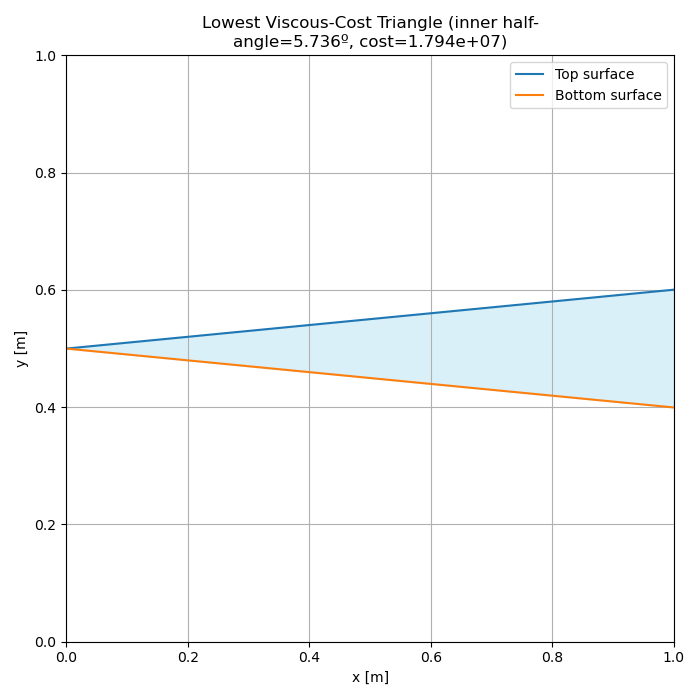 Lowest Viscous-Cost Triangle (inner half-
angle=5.736º, cost=1.794e+07)
Top surface
Bottom surface
1.0
0.8
0.6
0.4
0.2
0.0
y [m]
0.0 0.2 0.4 0.6 0.8 1.0
x [m]